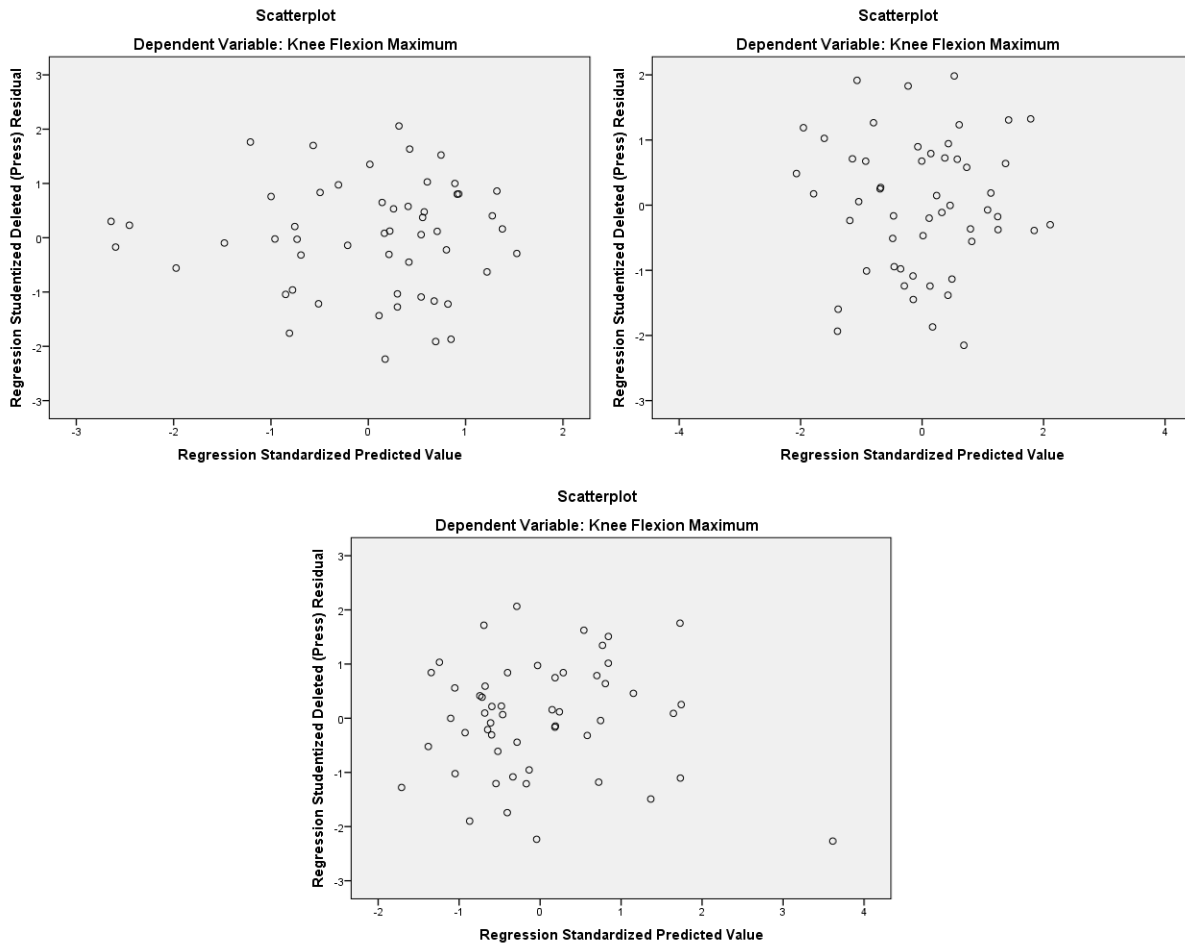 Scatterplot
Dependent Variable: Knee Flexion Maximum
Regression Studentized Deleted (Press) Residual
3
2
1
0
-1
-2
-3
-3 -2 -1 0 1 2
Regression Standardized Predicted Value
Scatterplot
Dependent Variable: Knee Flexion Maximum
Regression Studentized Deleted (Press) Residual
2
1
0
-1
-2
-3
-4 -2 0 2 4
Regression Standardized Predicted Value
Scatterplot
Dependent Variable: Knee Flexion Maximum
Regression Studentized Deleted (Press) Residual
3
2
1
0
-1
-2
-3
-2 -1 0 1 2 3 4
Regression Standardized Predicted Value